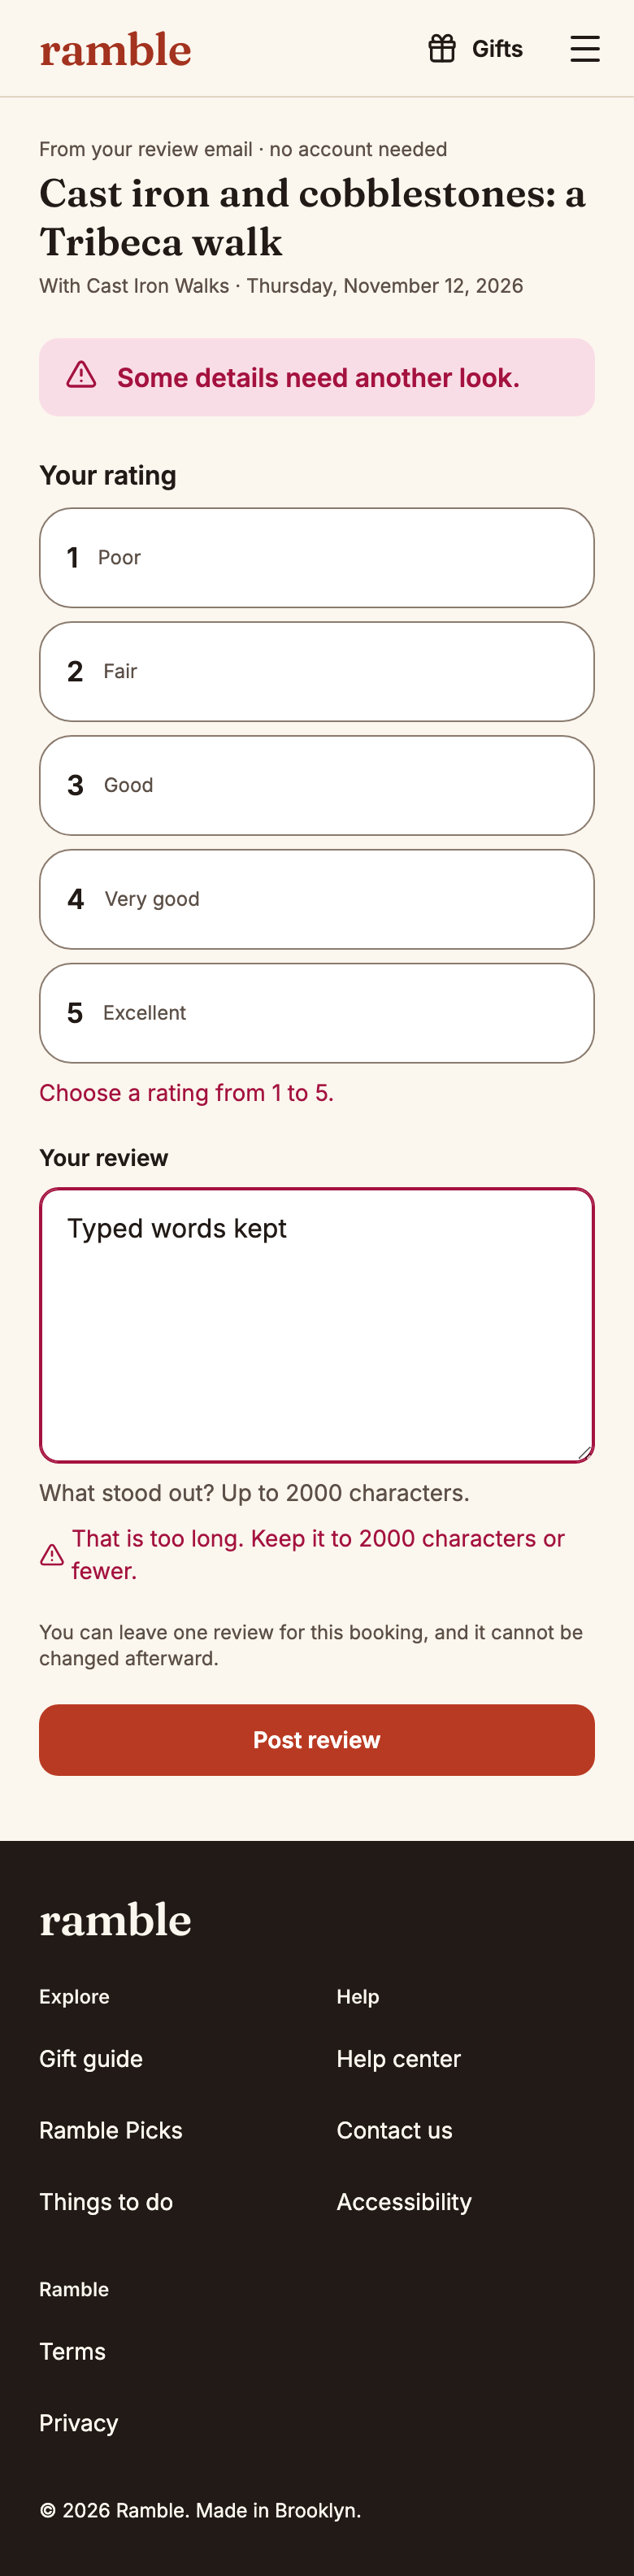 ramble
Gifts
From your review email · no account needed
Cast iron and cobblestones: a
Tribeca walk
With Cast Iron Walks · Thursday, November 12, 2026
Some details need another look.
Your rating
1 Poor
2 Fair
3 Good
4 Very good
5 Excellent
Choose a rating from 1 to 5.
Your review
Typed words kept
What stood out? Up to 2000 characters.
That is too long. Keep it to 2000 characters or
fewer.
You can leave one review for this booking, and it cannot be
changed afterward.
Post review
ramble
Explore
Gift guide
Ramble Picks
Things to do
Help
Help center
Contact us
Accessibility
Ramble
Terms
Privacy
© 2026 Ramble. Made in Brooklyn.